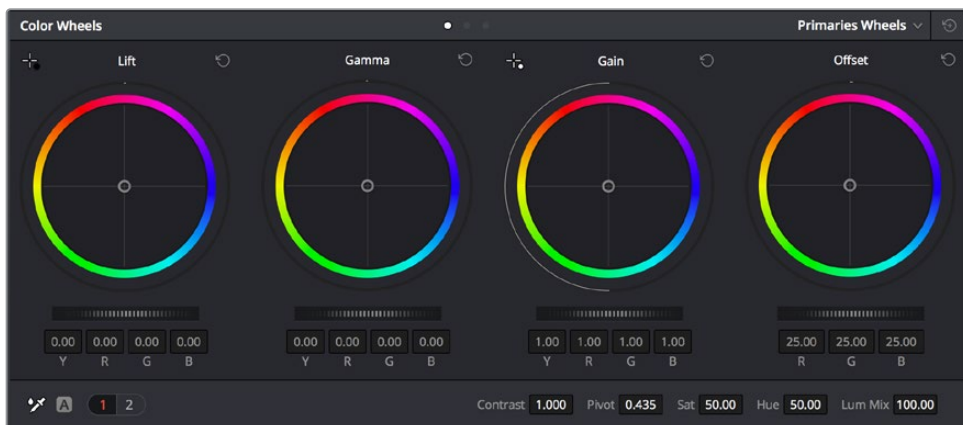 Color Wheels Primaries Wheels
Lift Gamma Gain Offset
0.00 0.00 0.00 0.00 0.00 0.00 0.00 0.00 1.00 1.00 1.00 1.00 25.00 25.00 25.00
Y R G B Y R G B Y R G B R G B
A 1 2 Contrast 1.000 Pivot 0.435 Sat 50.00 Hue 50.00 Lum Mix 100.00